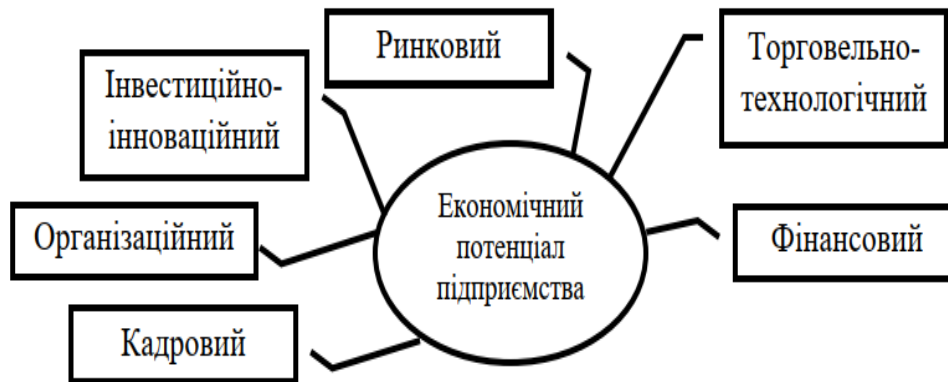 Ринковий
Торговельно-
технологічний
Інвестиційно-
інноваційний
Економічний
потенціал
підприємства
Організаційний
Фінансовий
Кадровий